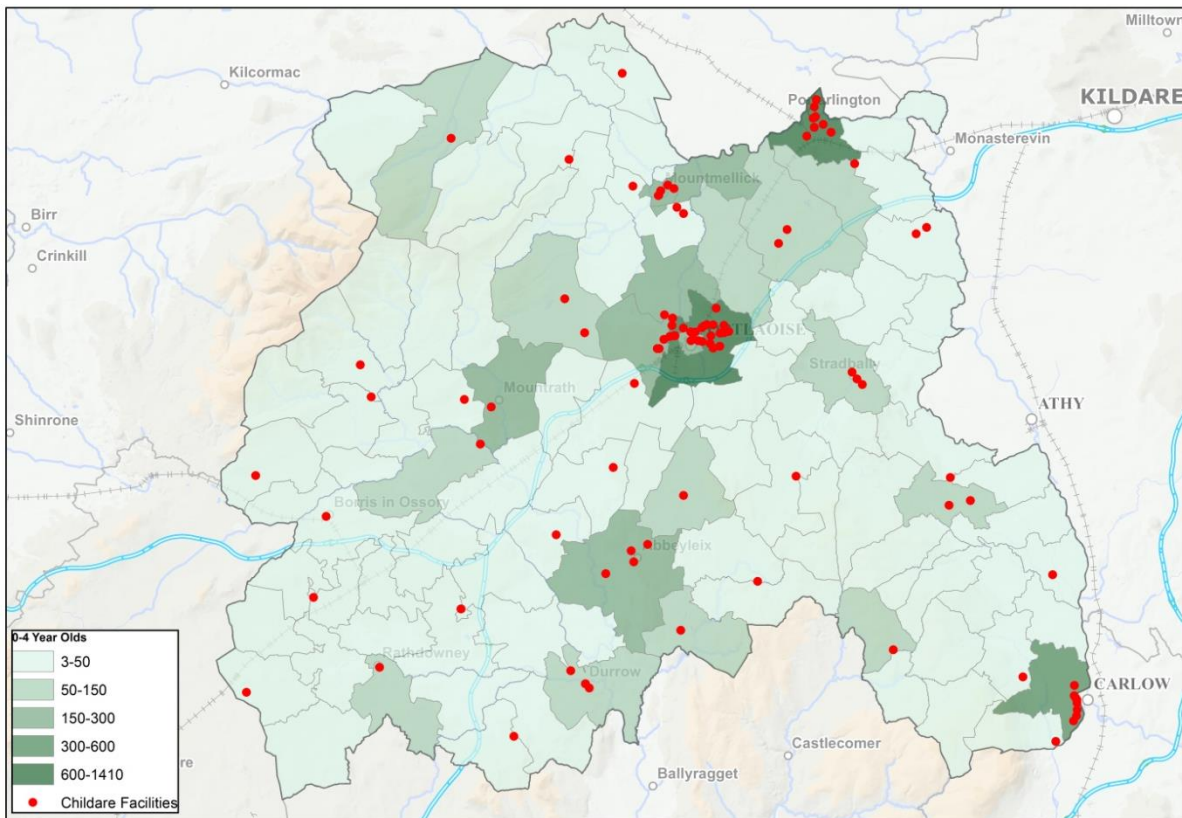 Milltown
Kilcormac
Portarlington
KILDARE
Monasterevin
Mountmellick
Birr
Crinkill
TLAOISE
Stradbally
Mountrath
ATHY
Shinrone
Borris in Ossory
Abbeyleix
Rathdowney
Durrow
CARLOW
Castlecomer
Ballyragget
0-4 Year Olds
3-50
50-150
150-300
300-600
600-1410
Childare Facilities